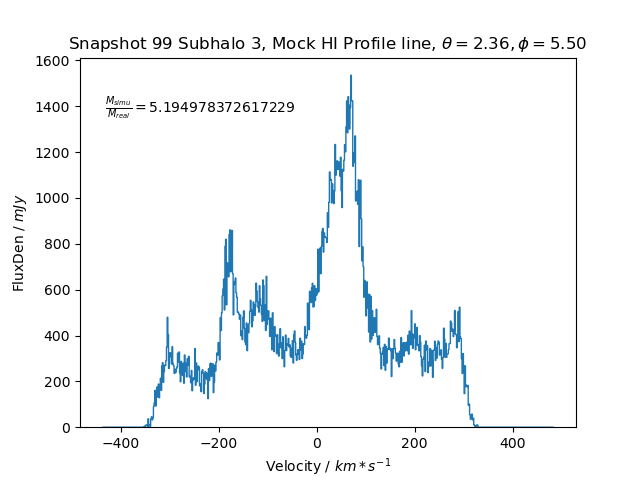 Snapshot 99 Subhalo 3, Mock HI Profile line, θ = 2.36, ϕ = 5.50
M_simu/M_real = 5.194978372617229
FluxDen / mJy
1600
1400
1200
1000
800
600
400
200
0
−400 −200 0 200 400
Velocity / km * s⁻¹